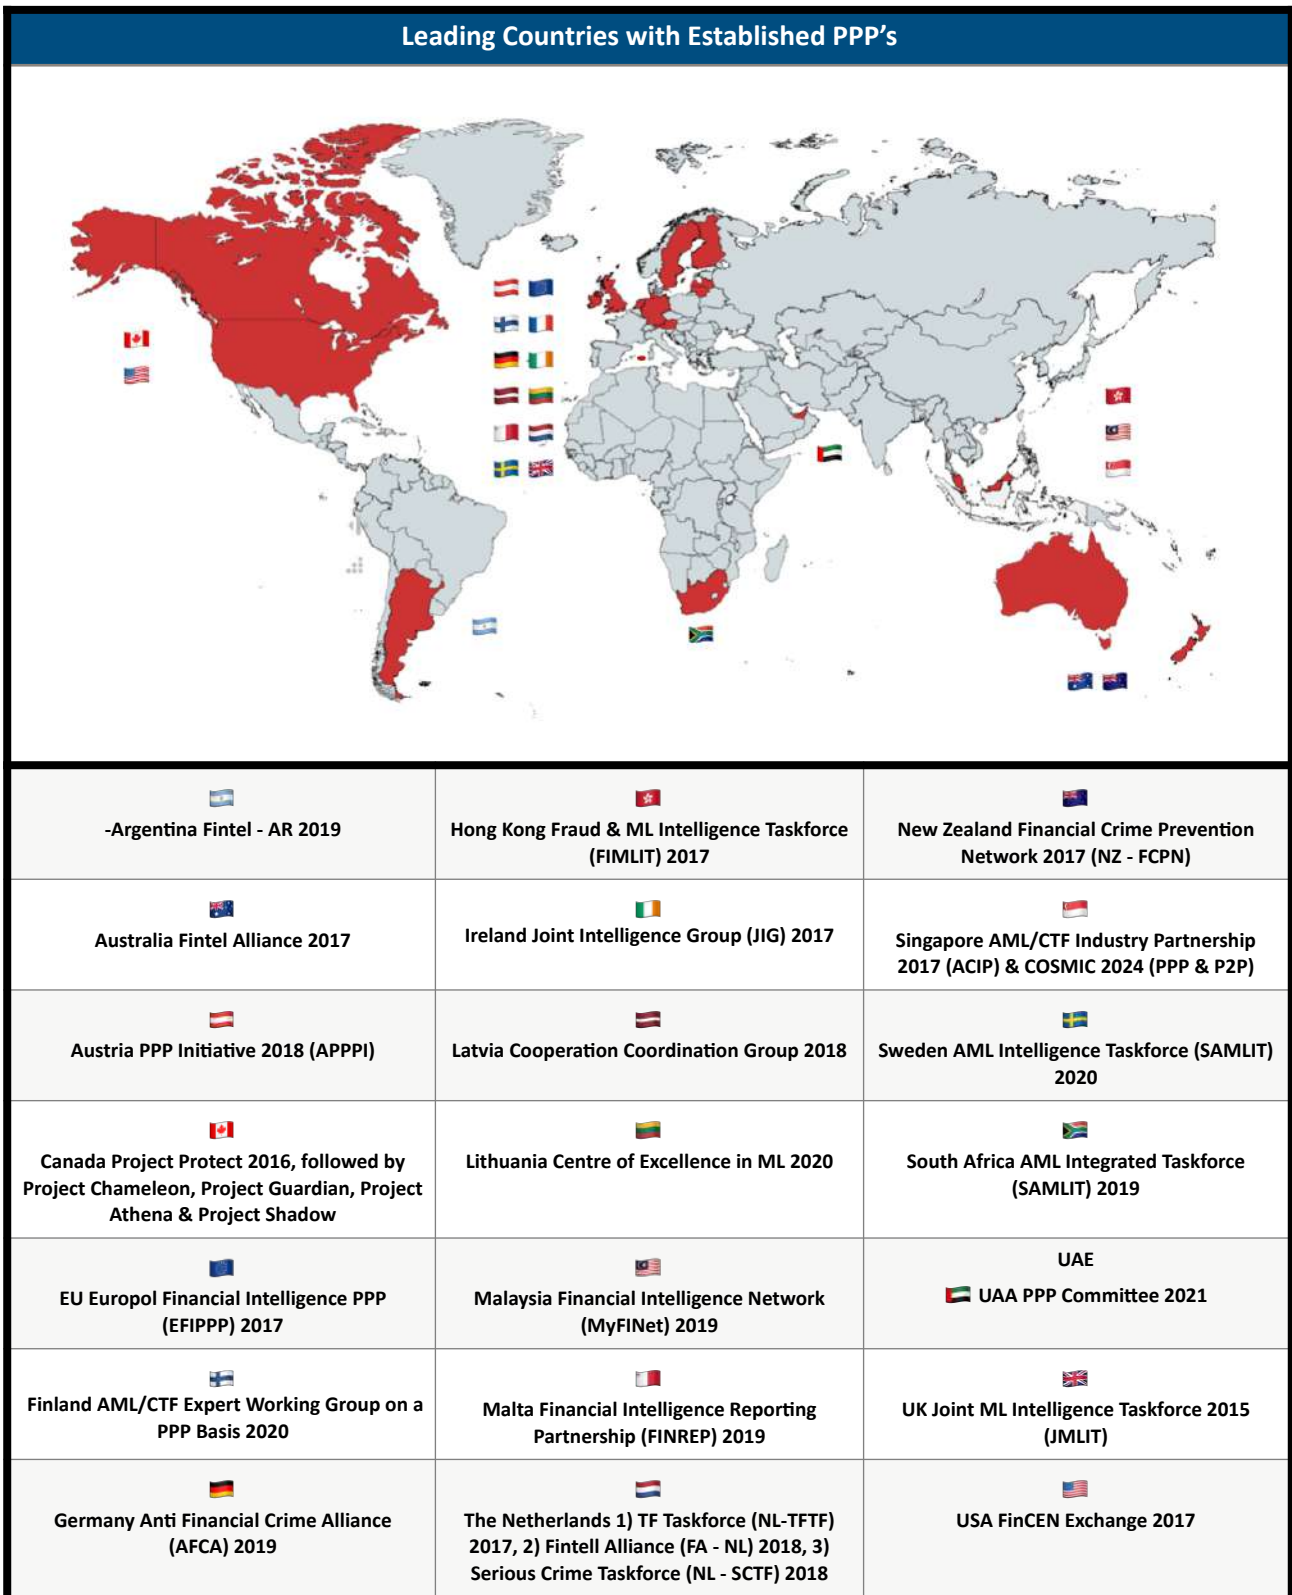 Leading Countries with Established PPP’s
-Argentina Fintel - AR 2019
Hong Kong Fraud & ML Intelligence Taskforce
(FIMLIT) 2017
New Zealand Financial Crime Prevention
Network 2017 (NZ - FCPN)
Australia Fintel Alliance 2017
Ireland Joint Intelligence Group (JIG) 2017
Singapore AML/CTF Industry Partnership
2017 (ACIP) & COSMIC 2024 (PPP & P2P)
Austria PPP Initiative 2018 (APPPI)
Latvia Cooperation Coordination Group 2018
Sweden AML Intelligence Taskforce (SAMLIT)
2020
Canada Project Protect 2016, followed by
Project Chameleon, Project Guardian, Project
Athena & Project Shadow
Lithuania Centre of Excellence in ML 2020
South Africa AML Integrated Taskforce
(SAMLIT) 2019
EU Europol Financial Intelligence PPP
(EFIPPP) 2017
Malaysia Financial Intelligence Network
(MyFINet) 2019
UAE
UAA PPP Committee 2021
Finland AML/CTF Expert Working Group on a
PPP Basis 2020
Malta Financial Intelligence Reporting
Partnership (FINREP) 2019
UK Joint ML Intelligence Taskforce 2015
(JMLIT)
Germany Anti Financial Crime Alliance
(AFCA) 2019
The Netherlands 1) TF Taskforce (NL-TFTF)
2017, 2) Fintell Alliance (FA - NL) 2018, 3)
Serious Crime Taskforce (NL - SCTF) 2018
USA FinCEN Exchange 2017